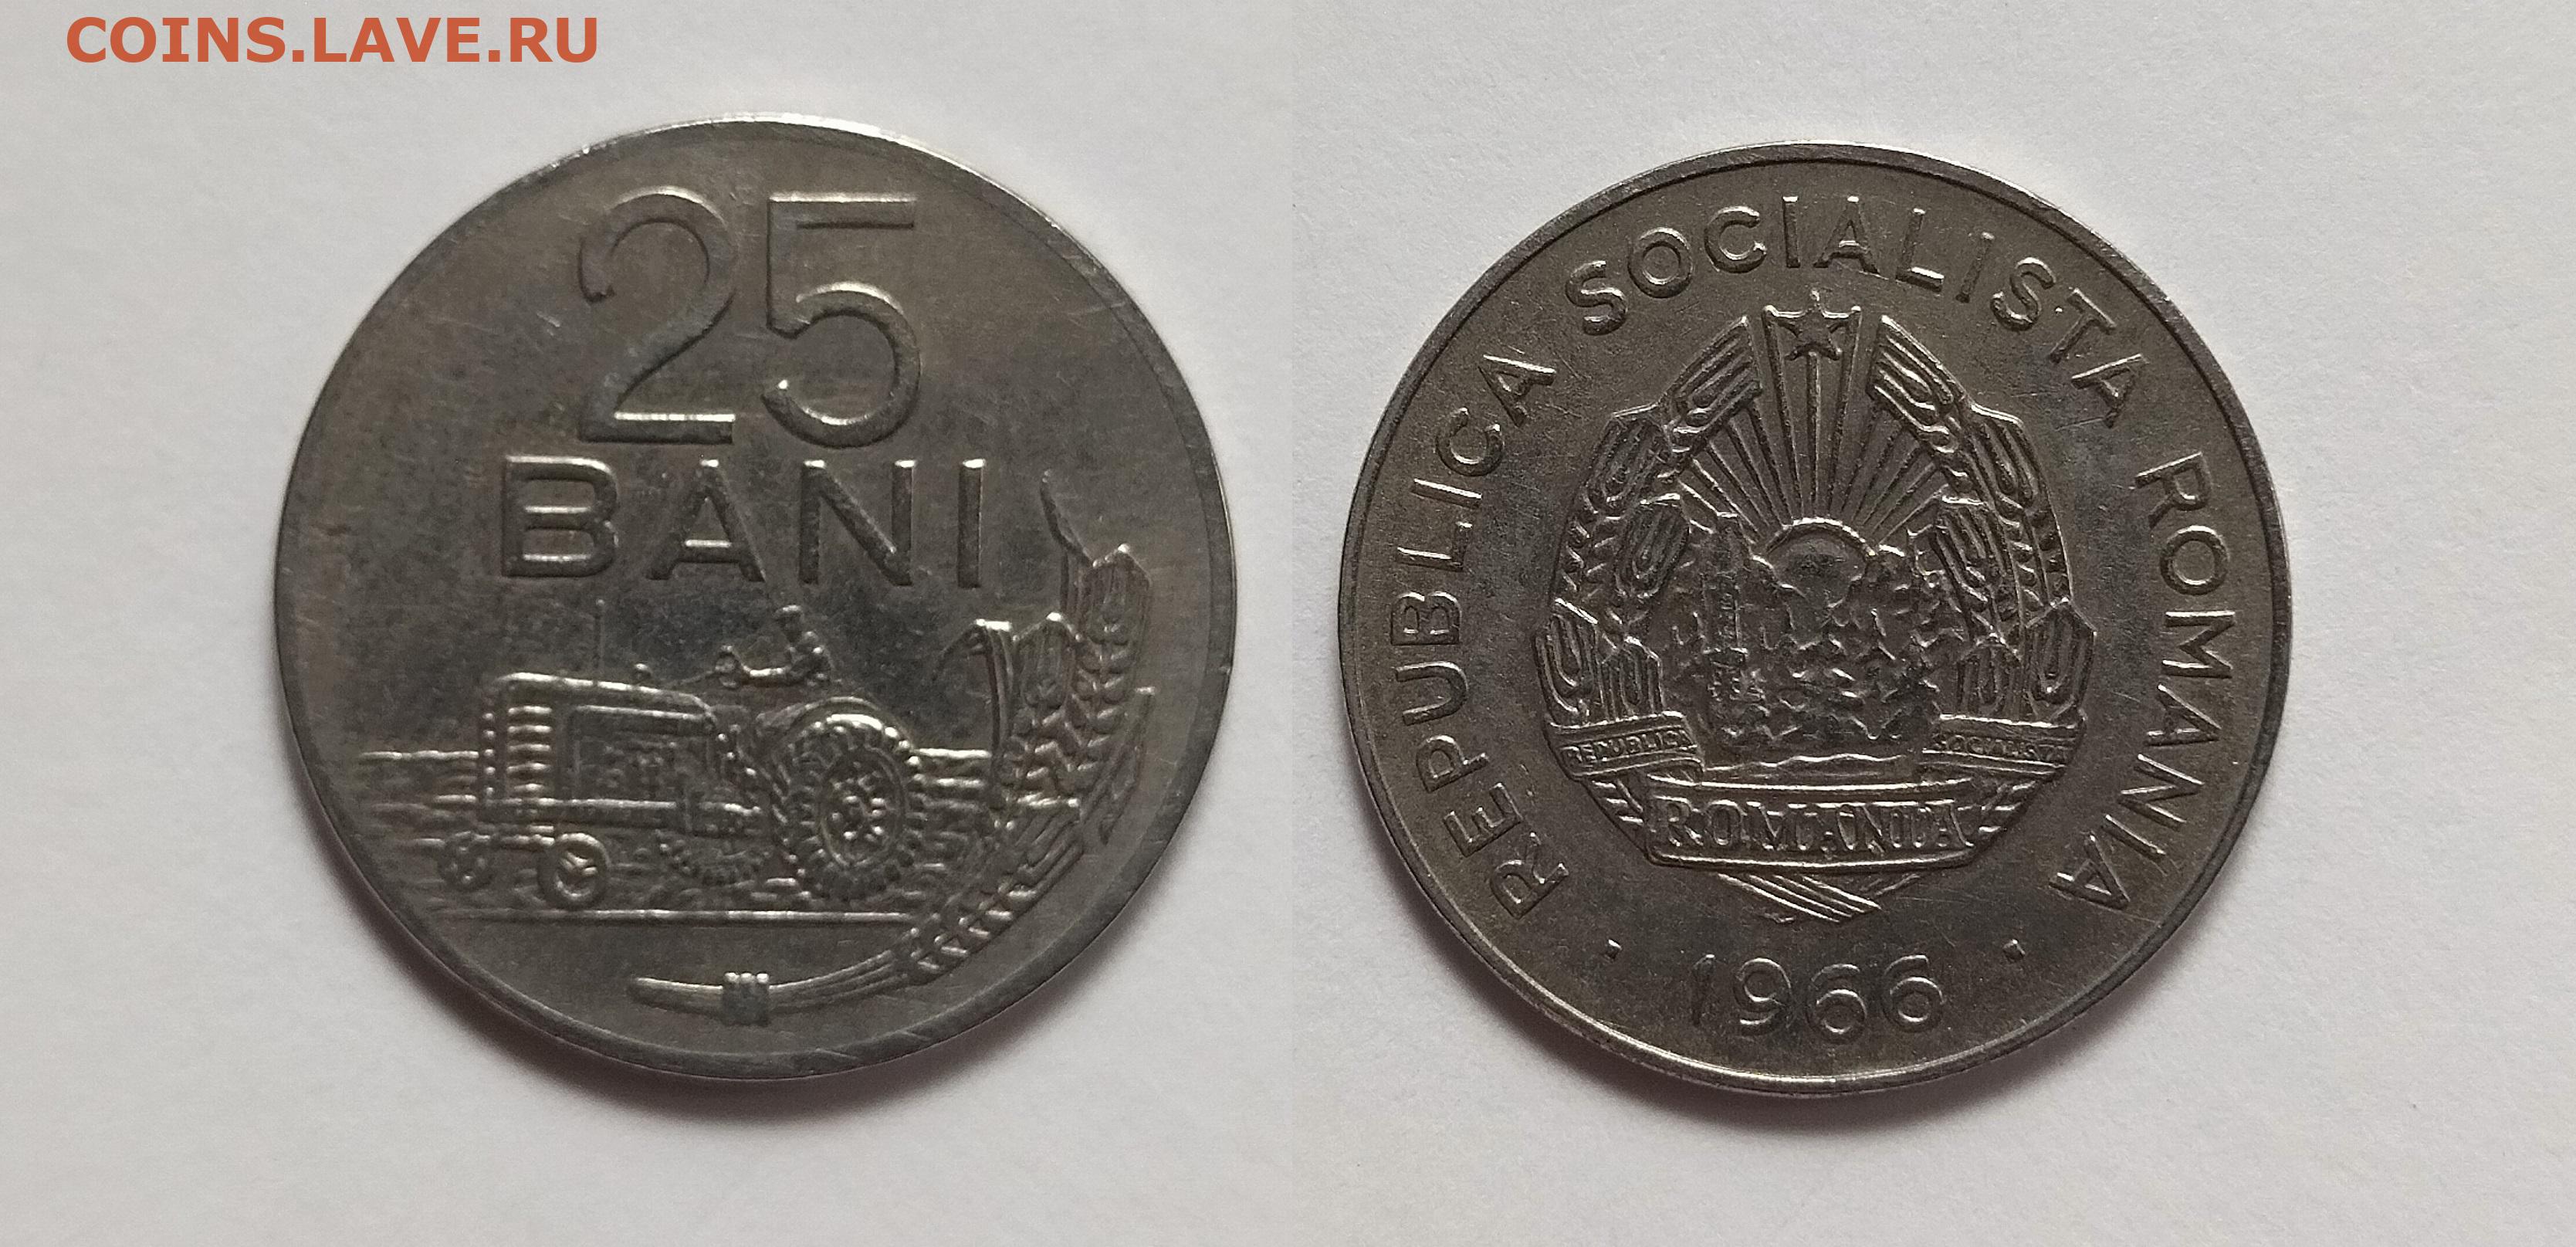 COINS.LAVE.RU
25
BANI
REPUBLICA SOCIALISTA ROMANIA
REPUBLICA SOCIALISTA
ROMANIA
· 1966 ·